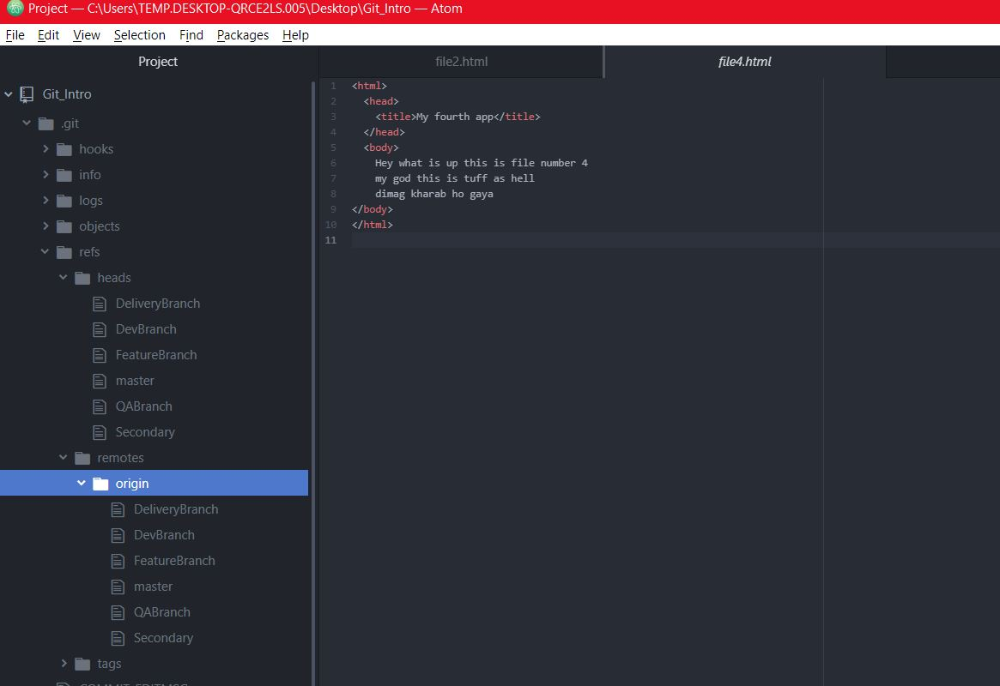 Project — C:\Users\TEMP.DESKTOP-QRCE2LS.005\Desktop\Git_Intro — Atom
File Edit View Selection Find Packages Help
Project
Git_Intro
.git
hooks
info
logs
objects
refs
heads
DeliveryBranch
DevBranch
FeatureBranch
master
QABranch
Secondary
remotes
origin
DeliveryBranch
DevBranch
FeatureBranch
master
QABranch
Secondary
tags
COMMIT_EDITMSG
file2.html
file4.html
1 <html>
2 <head>
3 <title>My fourth app</title>
4 </head>
5 <body>
6 Hey what is up this is file number 4
7 my god this is tuff as hell
8 dimag kharab ho gaya
9 </body>
10 </html>
11